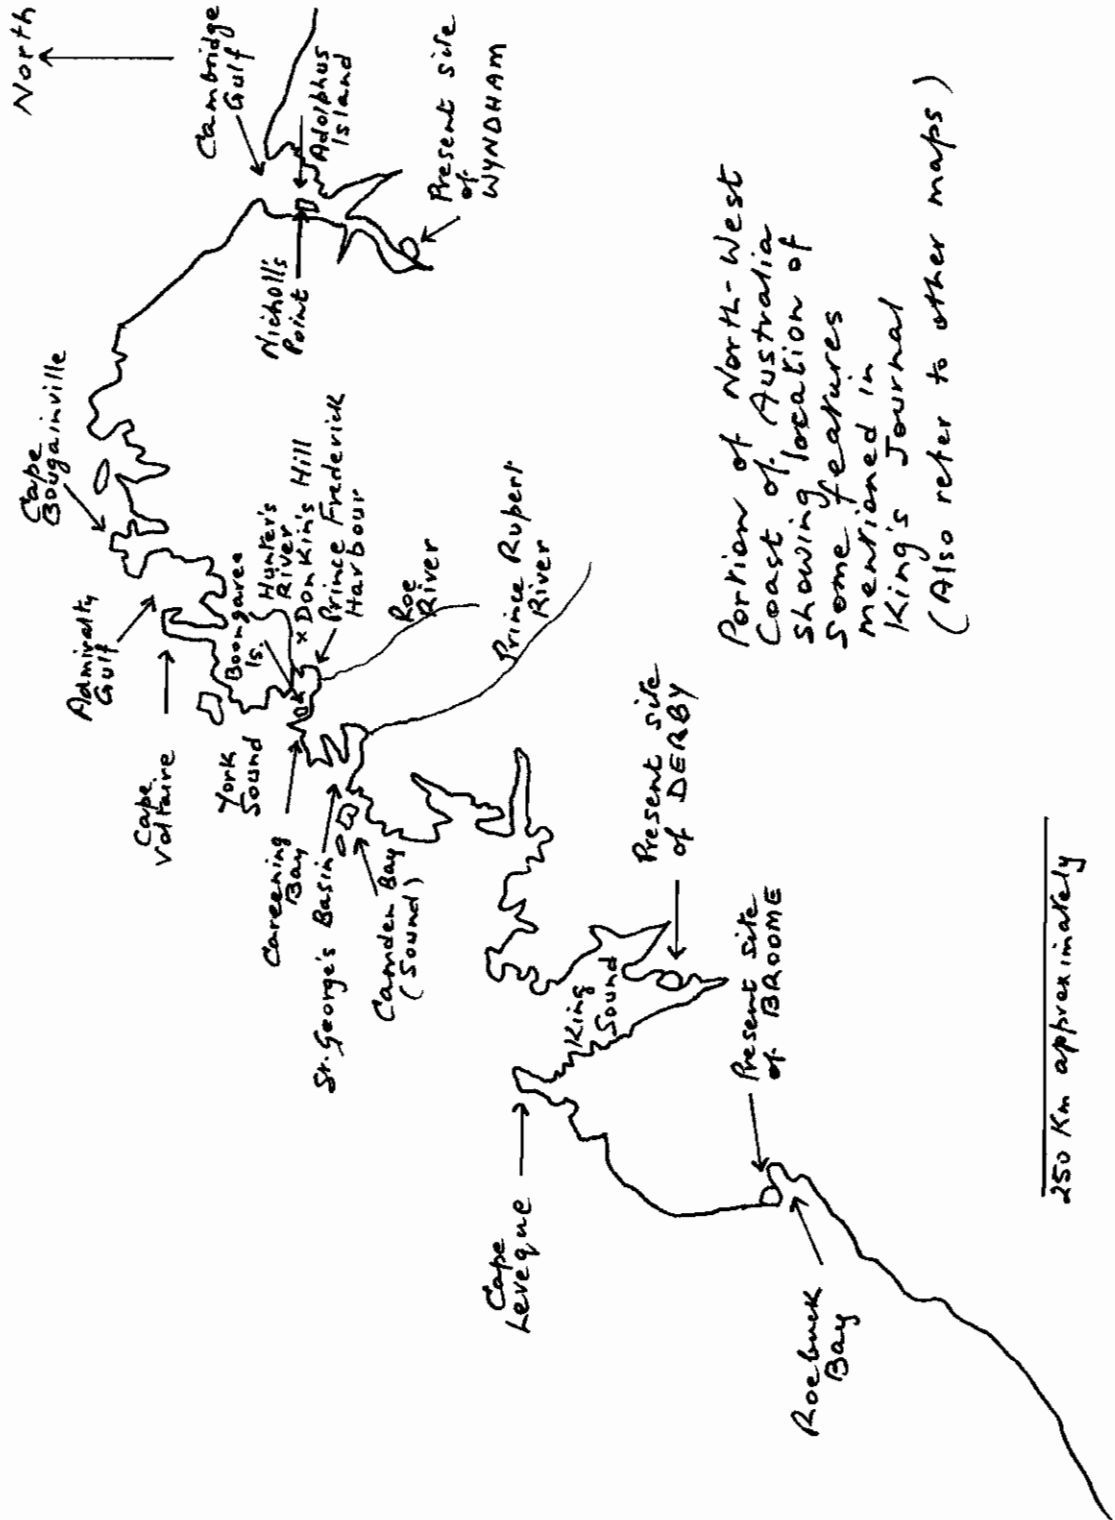 North
Cambridge
Gulf
Adolphus
Island
Present site
of
WYNDHAM
Nicholl's
Point
Cape
Bougainville
Admiralty
Gulf
Cape
Voltaire
York
Sound
Boongaree
Is.
Hunter's
River
x Donkin's Hill
Prince Frederick
Harbour
Roe
River
Prince Rupert
River
Careening
Bay
St. George's Basin
Camden Bay
(Sound)
King
Sound
Present site
of DERBY
Present site
of BROOME
Cape
Leveque
Roebuck
Bay
Portion of North-West
Coast of Australia
showing location of
some features
mentioned in
King's Journal
(Also refer to other maps)
250 Km approximately